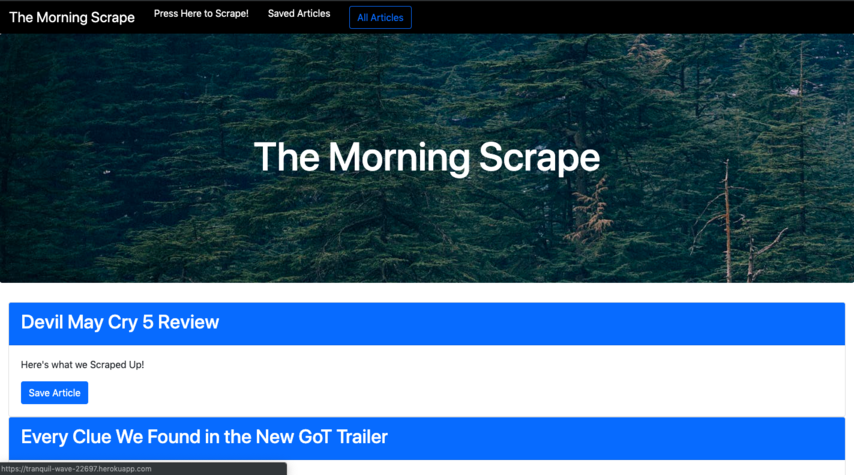 The Morning Scrape Press Here to Scrape! Saved Articles All Articles
The Morning Scrape
Devil May Cry 5 Review
Here's what we Scraped Up!
Save Article
Every Clue We Found in the New GoT Trailer
https://tranquil-wave-22697.herokuapp.com